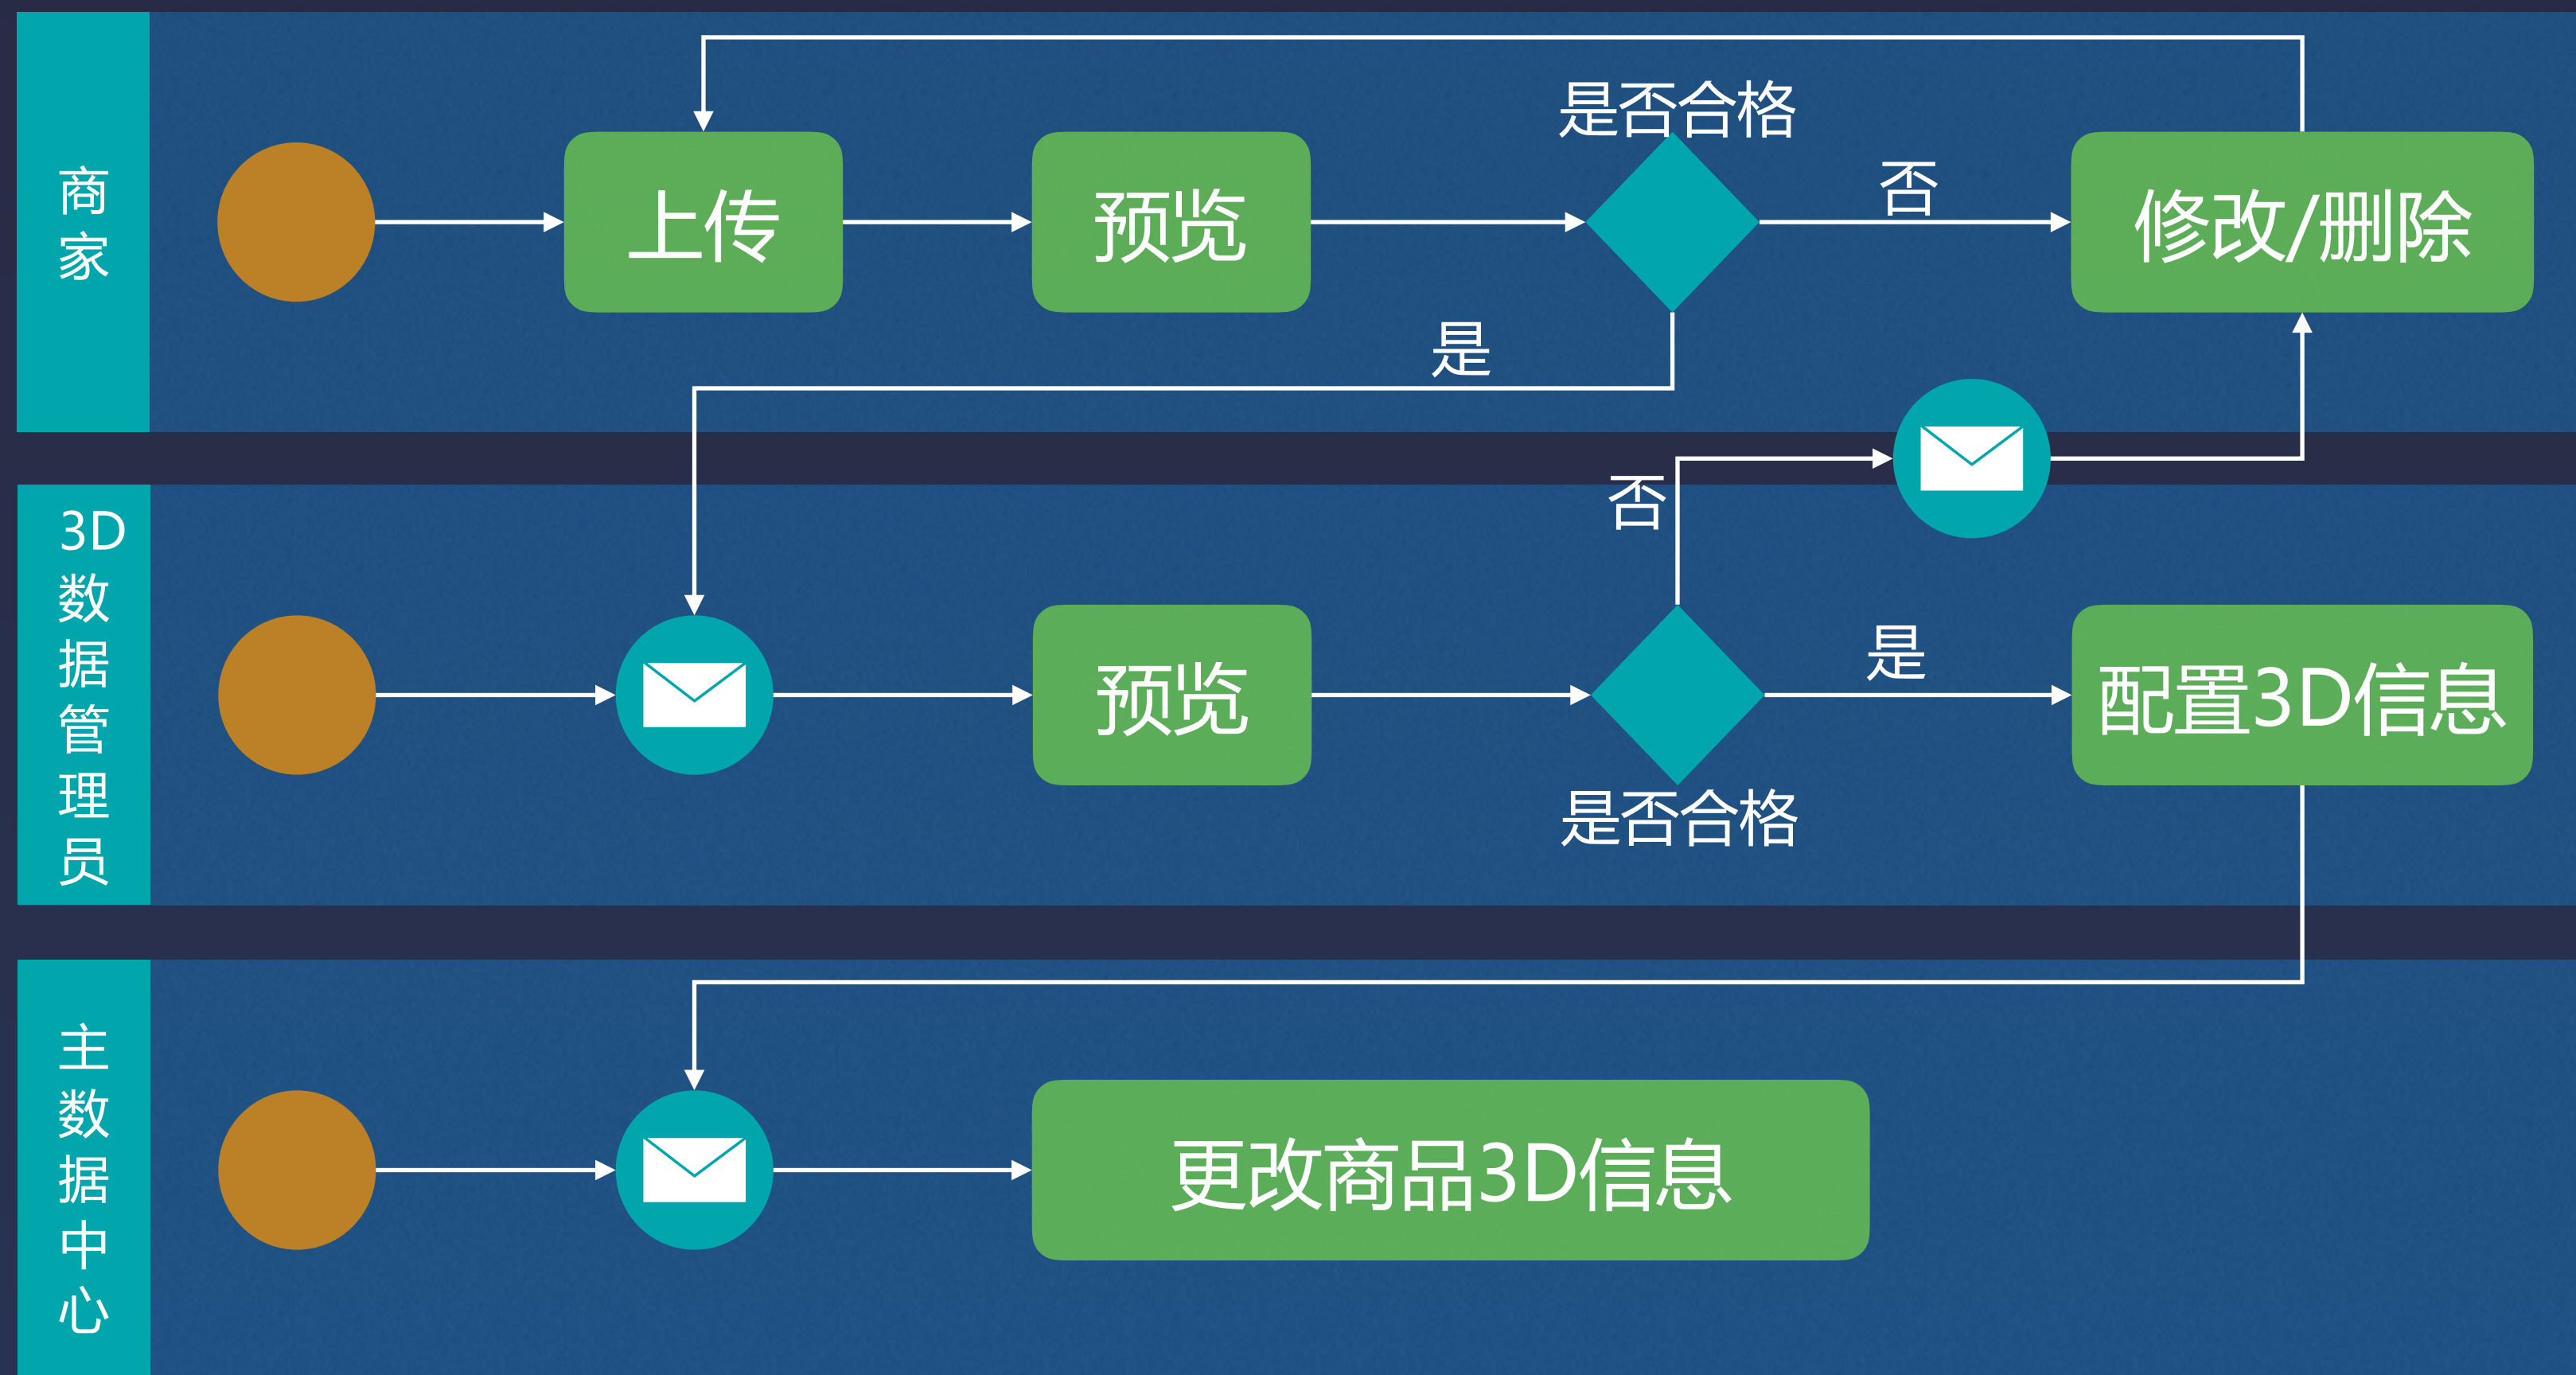 商家
是否合格
否
上传
预览
修改/删除
是
3D数据管理员
否
预览
是
配置3D信息
是否合格
主数据中心
更改商品3D信息